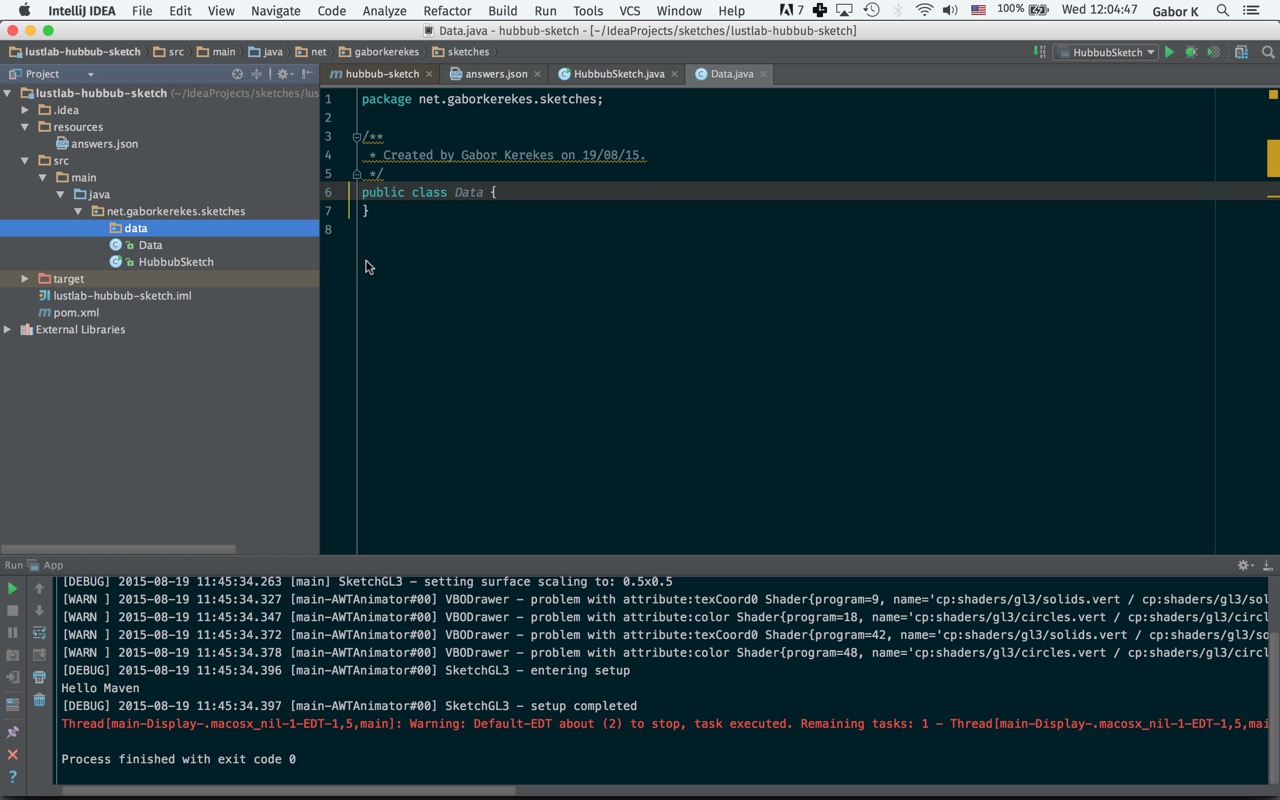 IntelliJ IDEA File Edit View Navigate Code Analyze Refactor Build Run Tools VCS Window Help 7 100% Wed 12:04:47 Gabor K
Data.java - hubbub-sketch - [~/IdeaProjects/sketches/lustlab-hubbub-sketch]
lustlab-hubbub-sketch src main java net gaborkerekes sketches HubbubSketch
Project hubbub-sketch answers.json HubbubSketch.java Data.java
lustlab-hubbub-sketch (~/IdeaProjects/sketches/lus
.idea
resources
answers.json
src
main
java
net.gaborkerekes.sketches
data
Data
HubbubSketch
target
lustlab-hubbub-sketch.iml
pom.xml
External Libraries
1 package net.gaborkerekes.sketches;
2
3 /**
4 * Created by Gabor Kerekes on 19/08/15.
5 */
6 public class Data {
7 }
8
Run App
[DEBUG] 2015-08-19 11:45:34.263 [main] SketchGL3 - setting surface scaling to: 0.5x0.5
[WARN ] 2015-08-19 11:45:34.327 [main-AWTAnimator#00] VBODrawer - problem with attribute:texCoord0 Shader{program=9, name='cp:shaders/gl3/solids.vert / cp:shaders/gl3/sol
[WARN ] 2015-08-19 11:45:34.347 [main-AWTAnimator#00] VBODrawer - problem with attribute:color Shader{program=18, name='cp:shaders/gl3/circles.vert / cp:shaders/gl3/circl
[WARN ] 2015-08-19 11:45:34.372 [main-AWTAnimator#00] VBODrawer - problem with attribute:texCoord0 Shader{program=42, name='cp:shaders/gl3/solids.vert / cp:shaders/gl3/so
[WARN ] 2015-08-19 11:45:34.378 [main-AWTAnimator#00] VBODrawer - problem with attribute:color Shader{program=48, name='cp:shaders/gl3/circles.vert / cp:shaders/gl3/circl
[DEBUG] 2015-08-19 11:45:34.396 [main-AWTAnimator#00] SketchGL3 - entering setup
Hello Maven
[DEBUG] 2015-08-19 11:45:34.397 [main-AWTAnimator#00] SketchGL3 - setup completed
Thread[main-Display-.macosx_nil-1-EDT-1,5,main]: Warning: Default-EDT about (2) to stop, task executed. Remaining tasks: 1 - Thread[main-Display-.macosx_nil-1-EDT-1,5,mai
Process finished with exit code 0